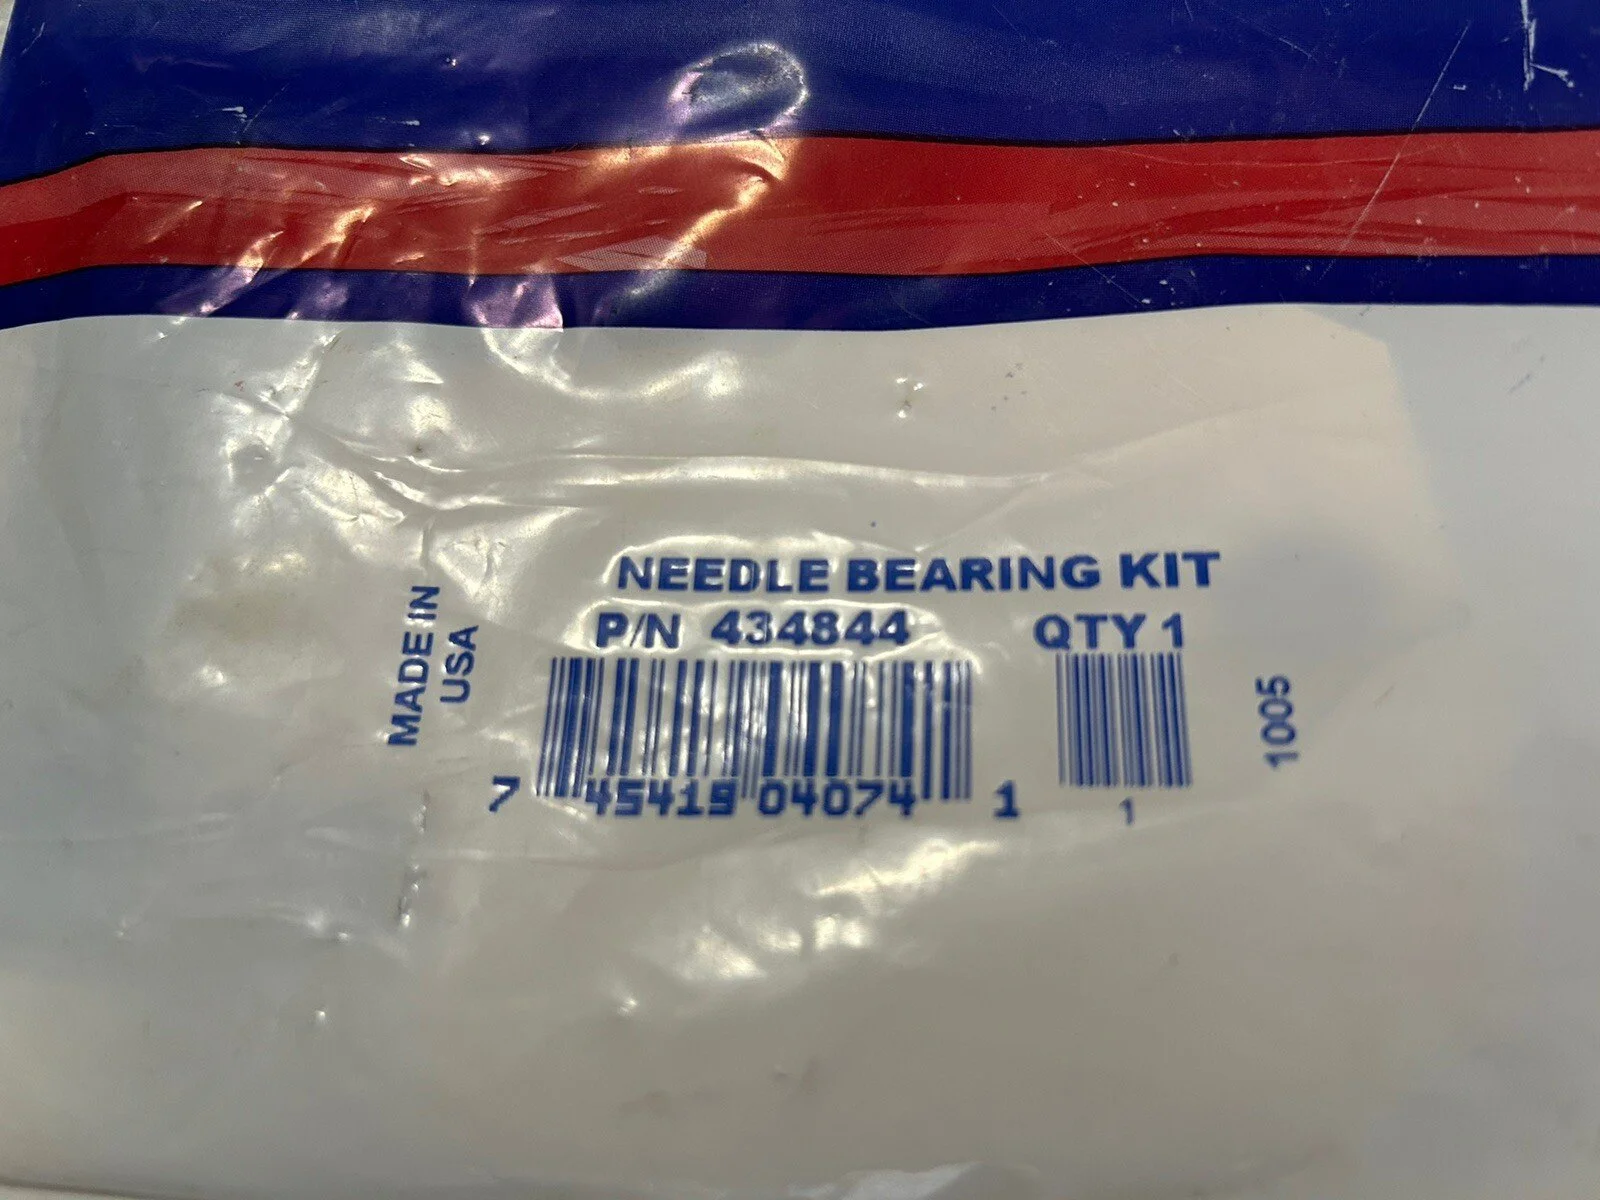 NEEDLE BEARING KIT
P/N 434844 QTY 1
MADE IN
USA
7 45419 04074 1
1
1005